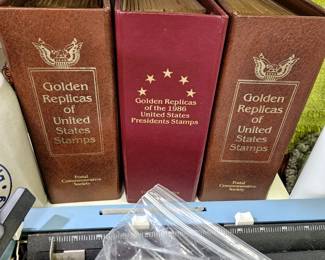 Golden
Replicas
of
United
States
Stamps
Postal
Commemorative
Society
Golden Replicas
of the 1986
United States
Presidents Stamps
Golden
Replicas
of
United
States
Stamps
Postal
Commemorative
Society